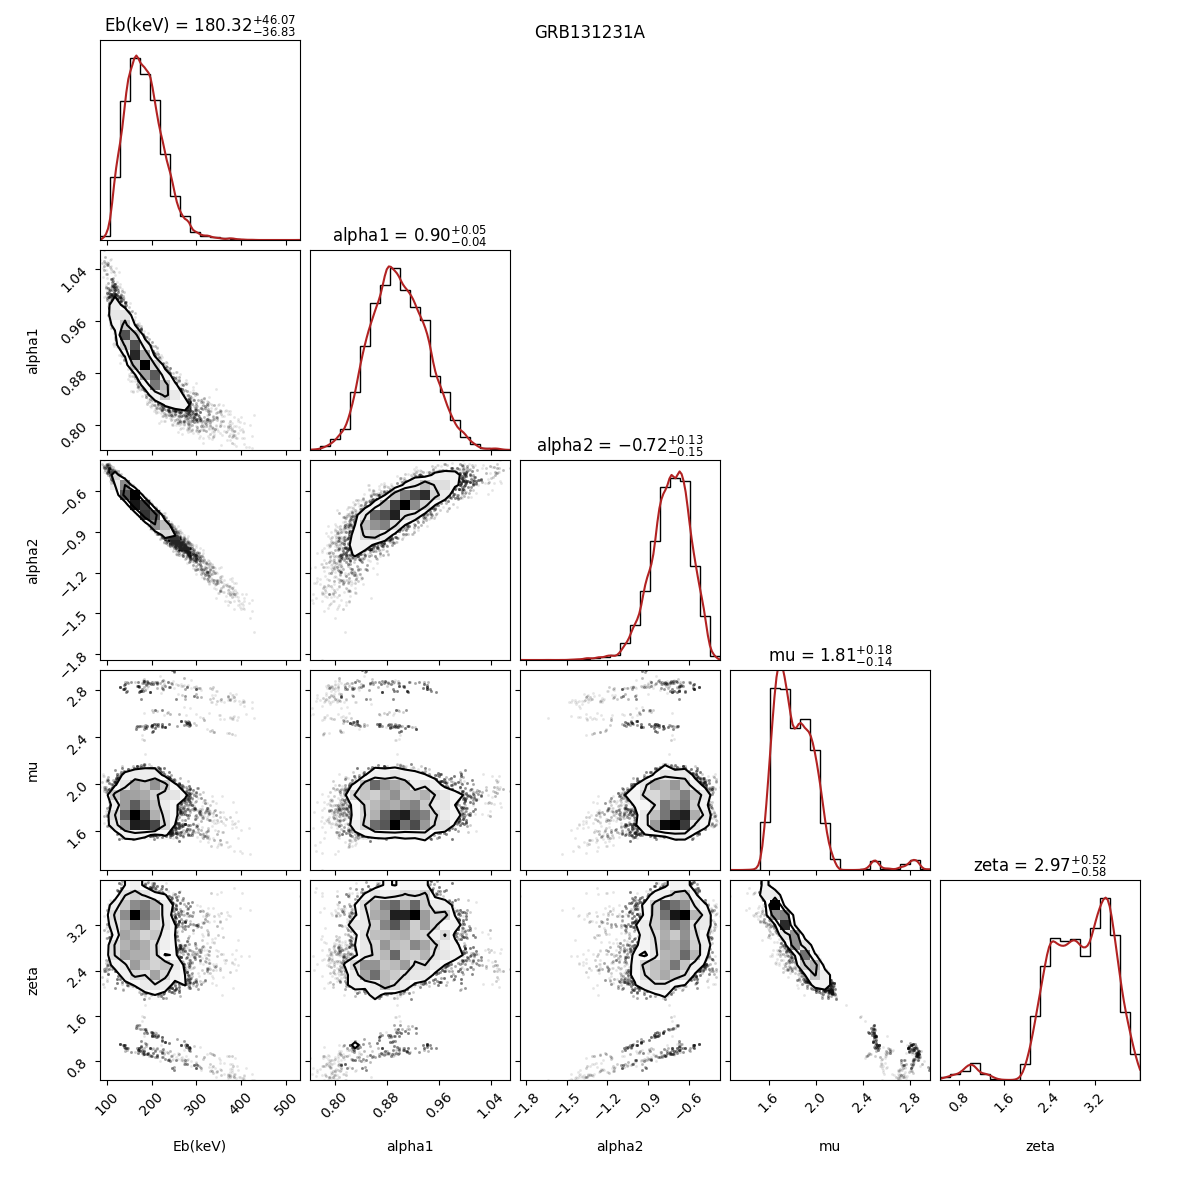 Eb(keV) = 180.32+46.07−36.83
GRB131231A
alpha1 = 0.90+0.05−0.04
1.04
0.96
0.88
0.80
alpha1
alpha2 = −0.72+0.13−0.15
−0.6
−0.9
−1.2
−1.5
−1.8
alpha2
mu = 1.81+0.18−0.14
2.8
2.4
2.0
1.6
mu
zeta = 2.97+0.52−0.58
3.2
2.4
1.6
0.8
zeta
100 200 300 400 500 0.80 0.88 0.96 1.04 −1.8 −1.5 −1.2 −0.9 −0.6 1.6 2.0 2.4 2.8 0.8 1.6 2.4 3.2
Eb(keV) alpha1 alpha2 mu zeta